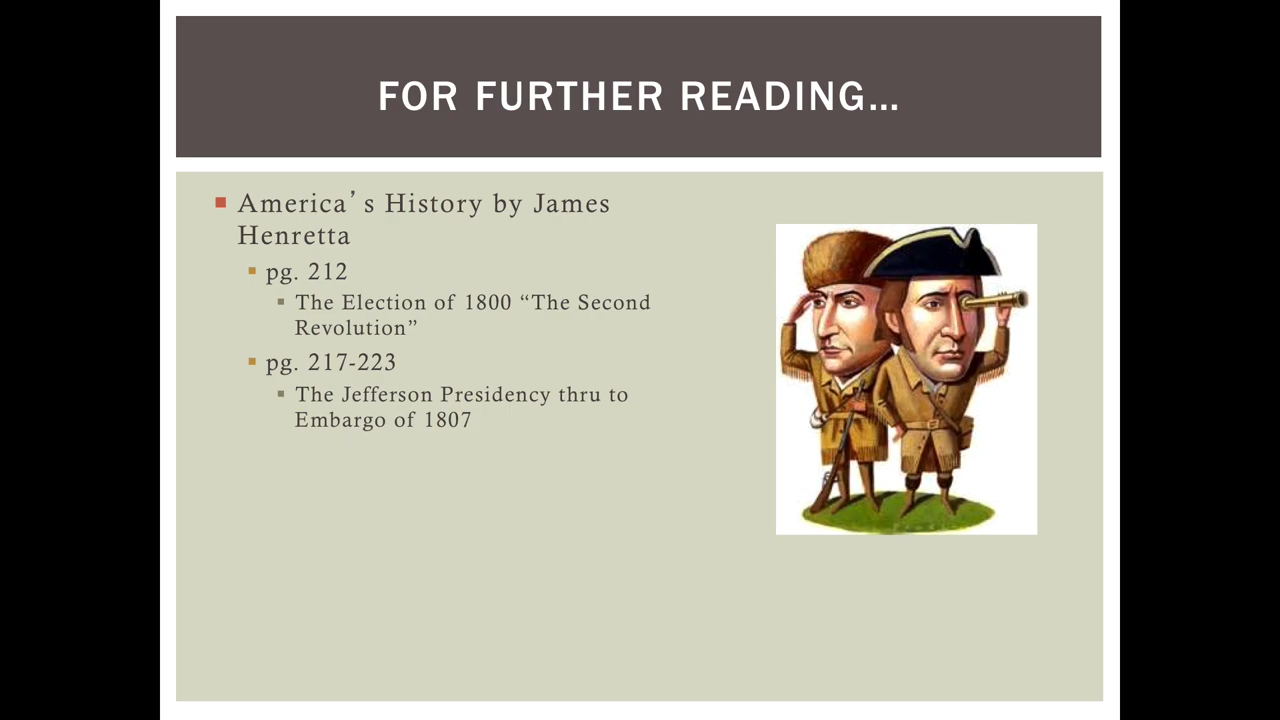 FOR FURTHER READING…
America’s History by James
Henretta
pg. 212
The Election of 1800 “The Second
Revolution”
pg. 217-223
The Jefferson Presidency thru to
Embargo of 1807